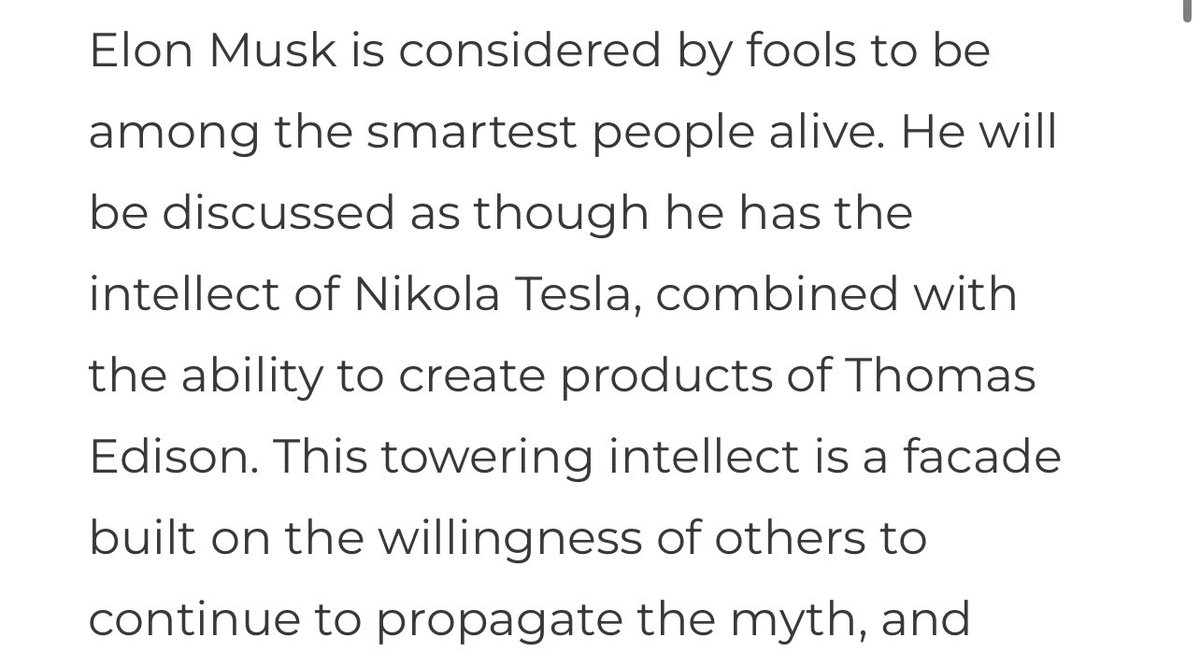 Elon Musk is considered by fools to be
among the smartest people alive. He will
be discussed as though he has the
intellect of Nikola Tesla, combined with
the ability to create products of Thomas
Edison. This towering intellect is a facade
built on the willingness of others to
continue to propagate the myth, and